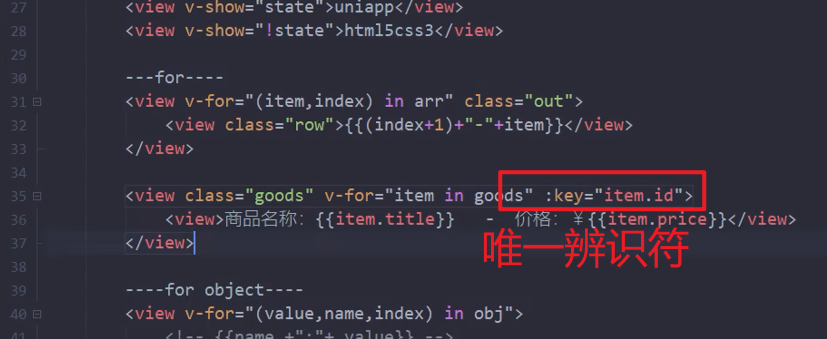 27 <view v-show="state">uniapp</view>
28 <view v-show="!state">html5css3</view>
29
30 ---for----
31 <view v-for="(item,index) in arr" class="out">
32 <view class="row">{{(index+1)+"-"+item}}</view>
33 </view>
34
35 <view class="goods" v-for="item in goods" :key="item.id">
36 <view>商品名称：{{item.title}} - 价格：￥{{item.price}}</view>
唯一辨识符
37 </view>
38
39 ----for object----
40 <view v-for="(value,name,index) in obj">
41 <!-- {{name +":"+ value}} -->